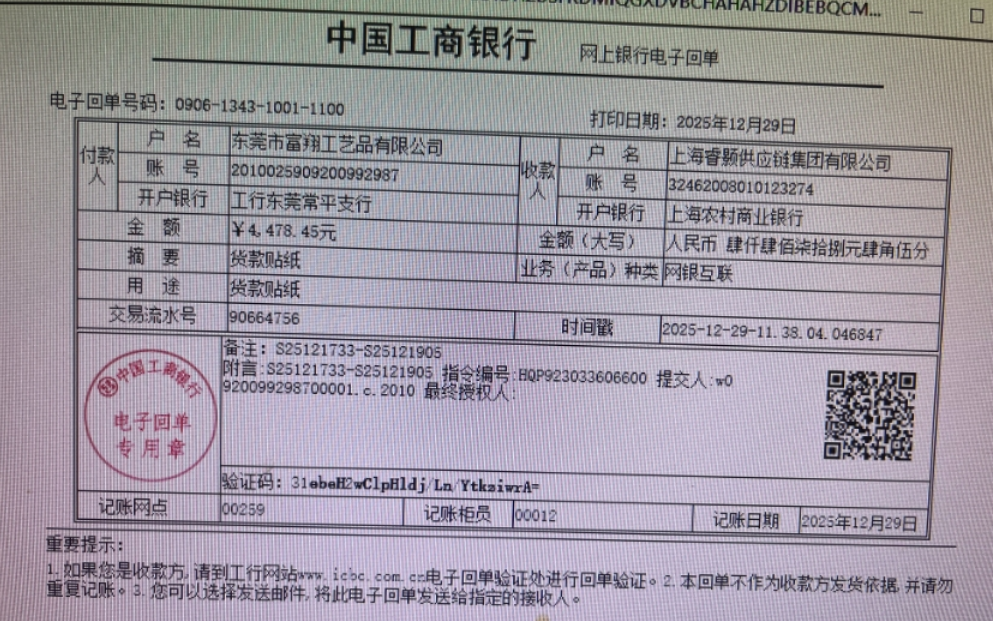 中国工商银行 网上银行电子回单
电子回单号码：0906-1343-1001-1100 打印日期：2025年12月29日
付款人 户 名 东莞市富翔工艺品有限公司 收款人 户 名 上海睿颢供应链集团有限公司
账 号 2010025909200992987 账 号 32462008010123274
开户银行 工行东莞常平支行 开户银行 上海农村商业银行
金 额 ￥4,478.45元 金额（大写） 人民币 肆仟肆佰柒拾捌元肆角伍分
摘 要 货款贴纸 业务（产品）种类 网银互联
用 途 货款贴纸
交易流水号 90664756 时间戳 2025-12-29-11.38.04.046847
备注：S25121733-S25121905
附言:S25121733-S25121905 指令编号:HQP923033606600 提交人:w0
920099298700001.c.2010 最终授权人:
中国工商银行
电子回单
专用章
验证码：31ebeH2wClpHldj/Ln/YtksiwrA=
记账网点 00259 记账柜员 00012 记账日期 2025年12月29日
重要提示：
1.如果您是收款方,请到工行网站www.icbc.com.cn电子回单验证处进行回单验证。2.本回单不作为收款方发货依据,并请勿
重复记账。3.您可以选择发送邮件,将此电子回单发送给指定的接收人。